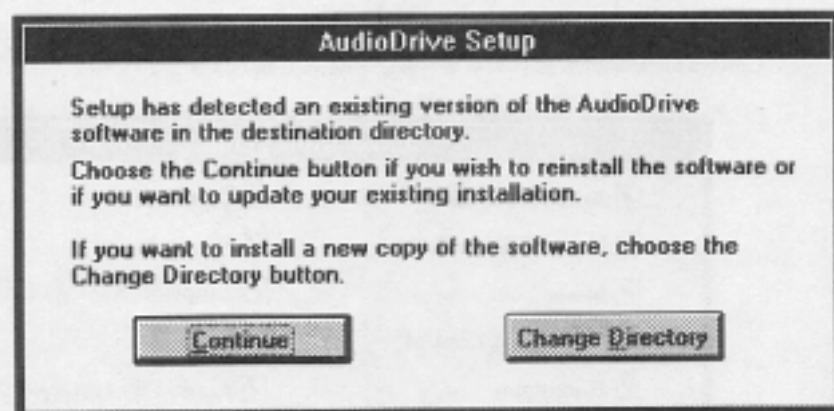 AudioDrive Setup
Setup has detected an existing version of the AudioDrive
software in the destination directory.
Choose the Continue button if you wish to reinstall the software or
if you want to update your existing installation.
If you want to install a new copy of the software, choose the
Change Directory button.
Continue
Change Directory